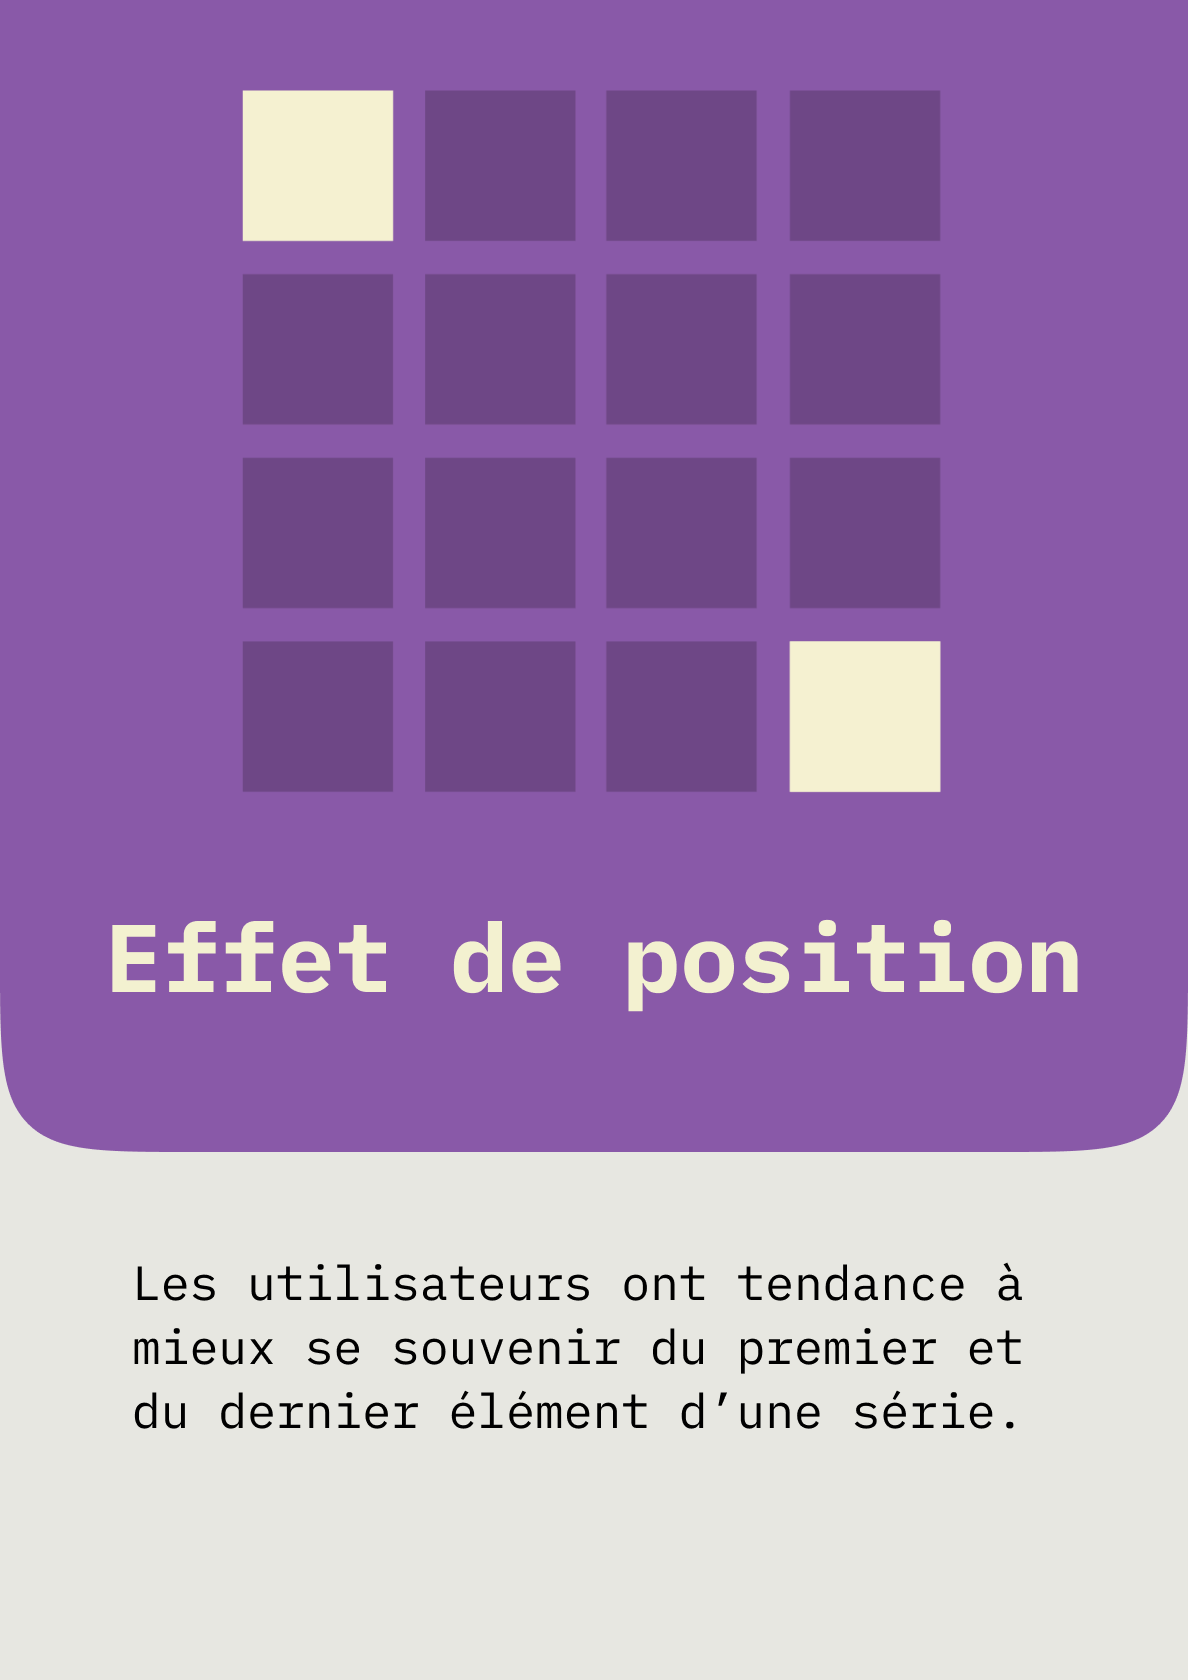 Effet de position
Les utilisateurs ont tendance à
mieux se souvenir du premier et
du dernier élément d’une série.